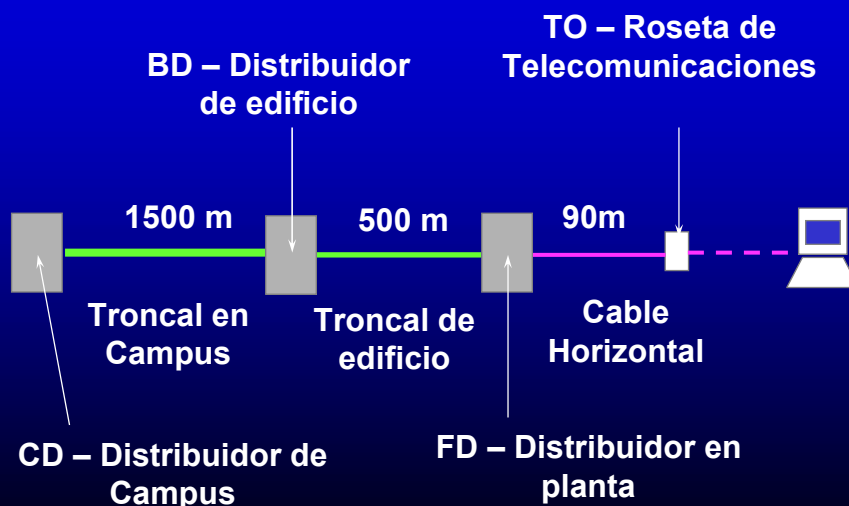 TO – Roseta de
Telecomunicaciones
BD – Distribuidor
de edificio
1500 m
500 m
90m
Troncal en
Campus
Troncal de
edificio
Cable
Horizontal
CD – Distribuidor de
Campus
FD – Distribuidor en
planta